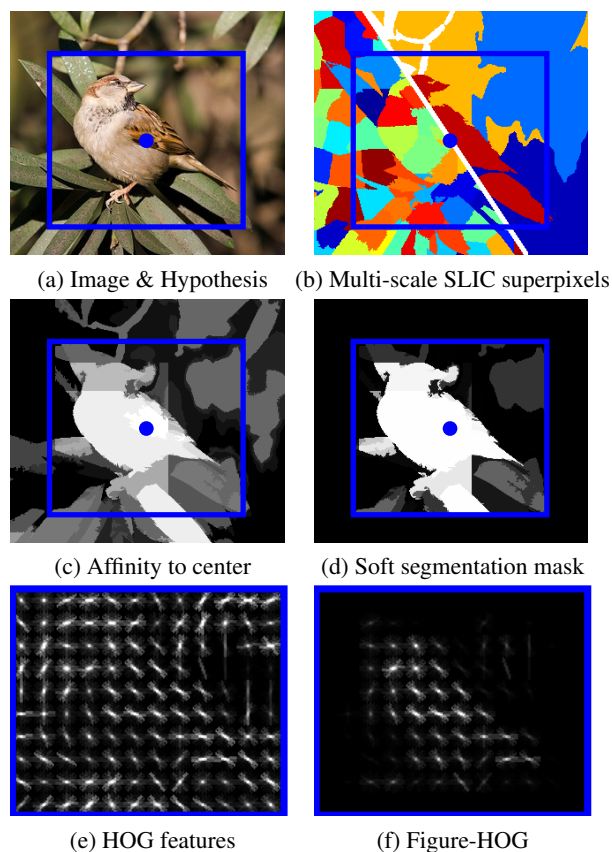 (a) Image & Hypothesis
(b) Multi-scale SLIC superpixels
(c) Affinity to center
(d) Soft segmentation mask
(e) HOG features
(f) Figure-HOG